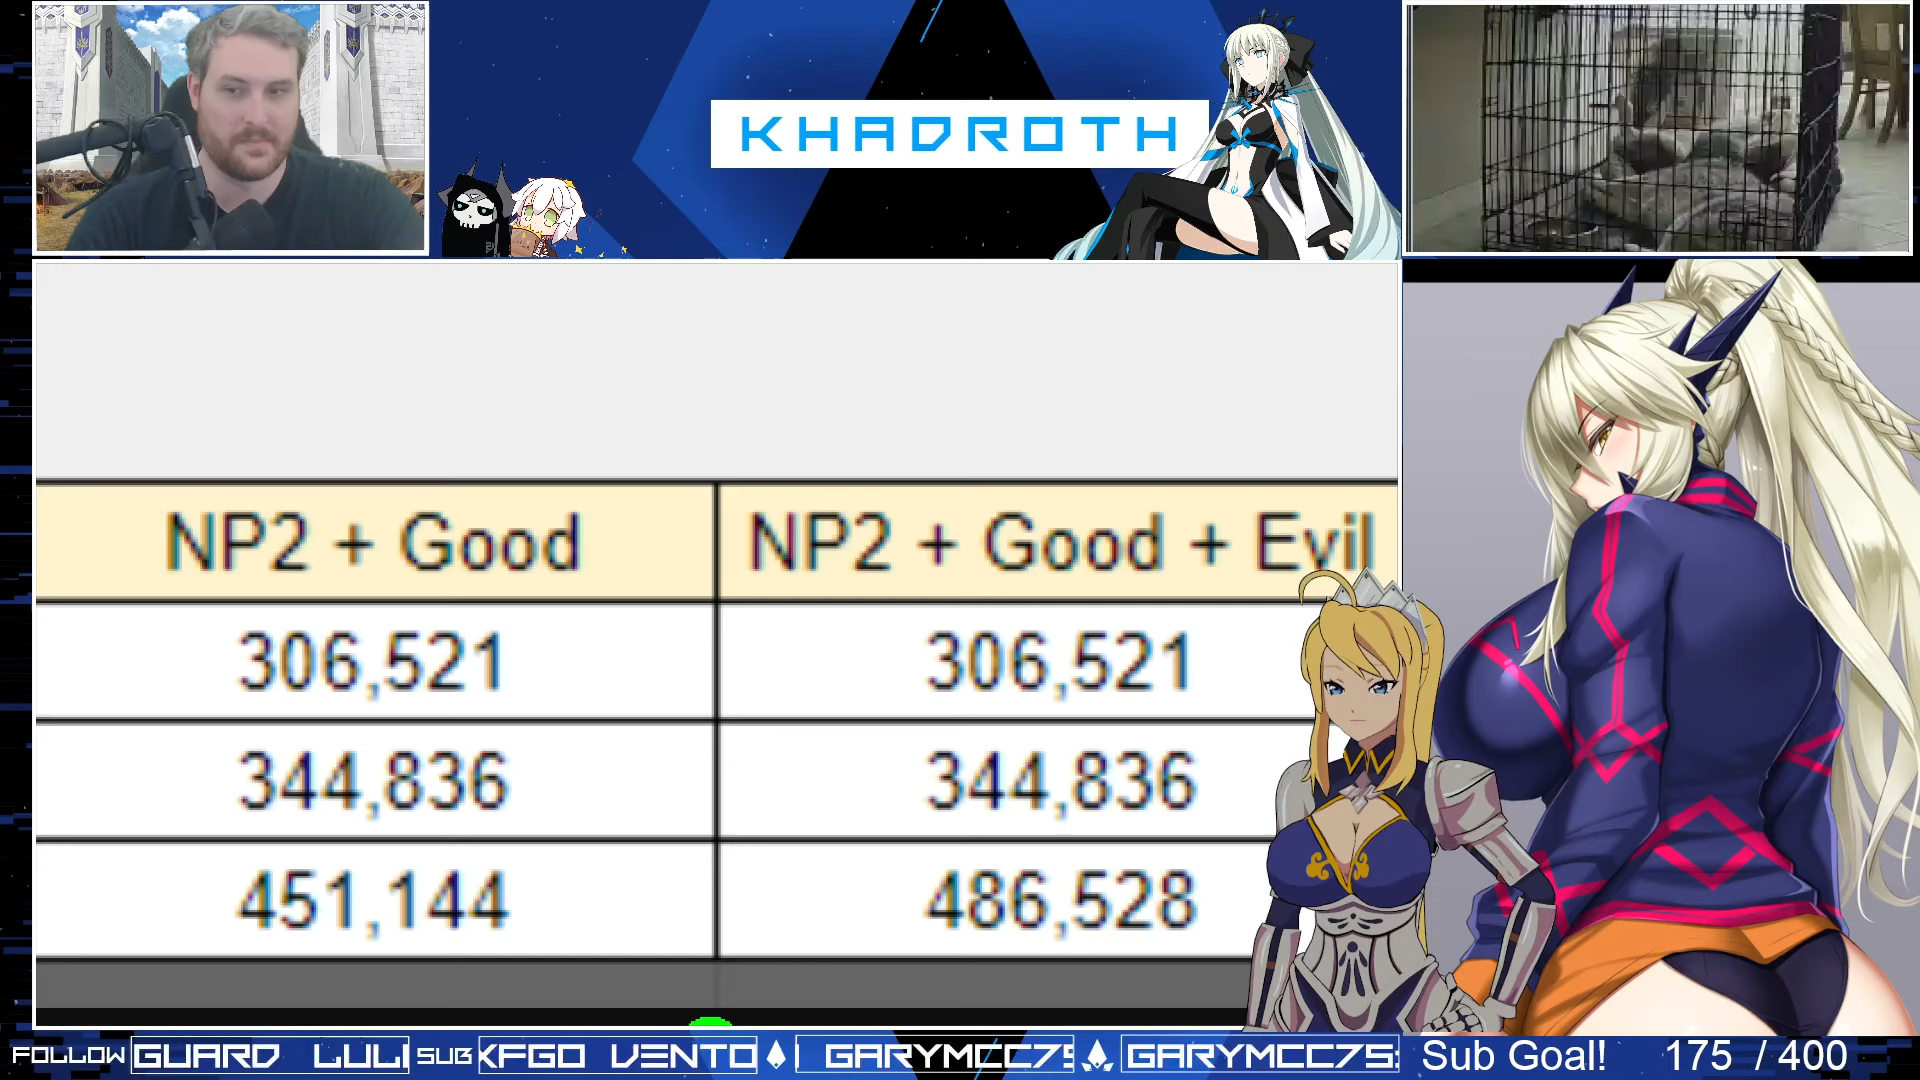 KHADROTH
NP2 + Good
NP2 + Good + Evil
306,521
306,521
344,836
344,836
451,144
486,528
FOLLOW
GUARD LULI
SUB
KFGO VENTO
GARYMCC75
GARYMCC75
Sub Goal!
175 / 400